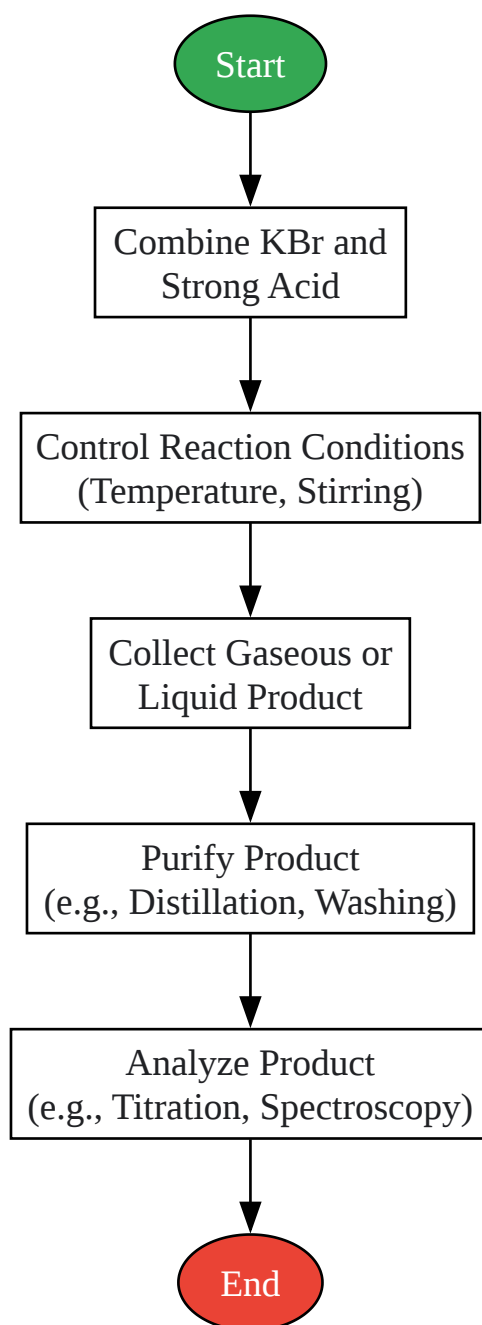 Start
Combine KBr and
Strong Acid
Control Reaction Conditions
(Temperature, Stirring)
Collect Gaseous or
Liquid Product
Purify Product
(e.g., Distillation, Washing)
Analyze Product
(e.g., Titration, Spectroscopy)
End